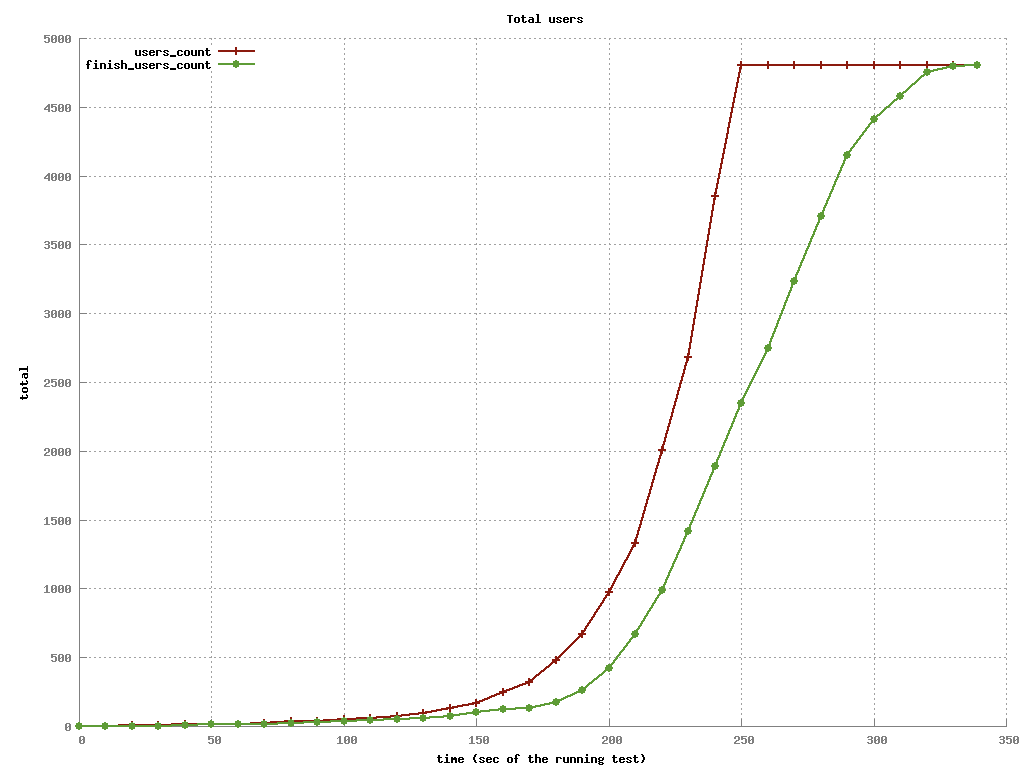 Total users
users_count
finish_users_count
5000
4500
4000
3500
3000
2500
2000
1500
1000
500
0
total
0 50 100 150 200 250 300 350
time (sec of the running test)